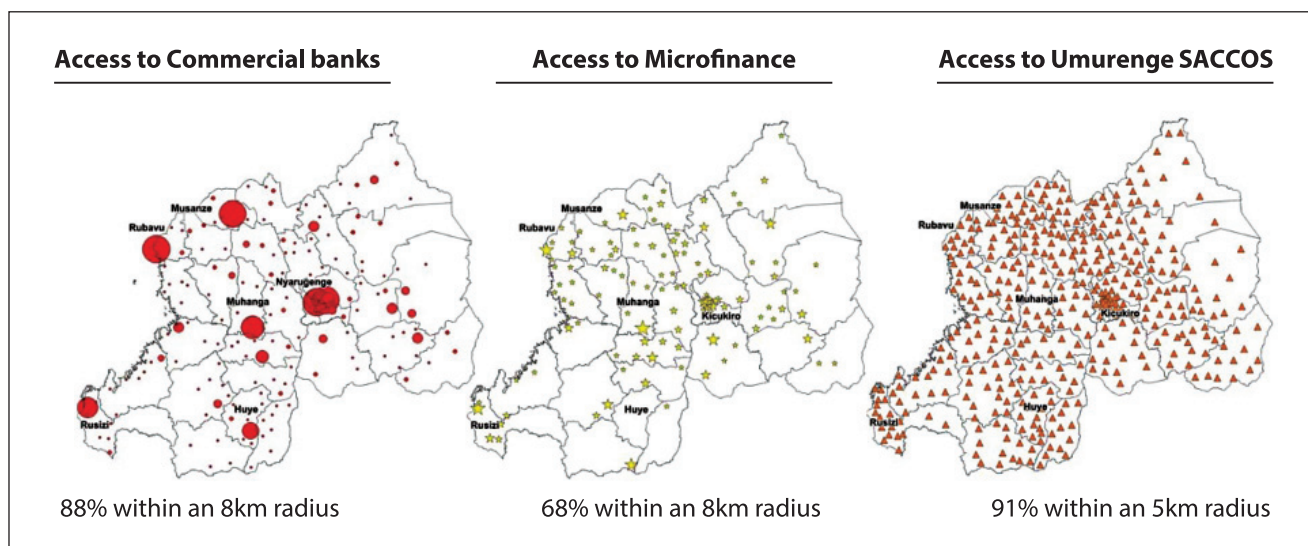 Access to Commercial banks
Access to Microfinance
Access to Umurenge SACCOS
Musanze
Rubavu
Nyarugenge
Muhanga
Huye
Rusizi
Musanze
Rubavu
Muhanga
Kicukiro
Huye
Rusizi
Musanze
Rubavu
Muhanga
Kicukiro
Huye
Rusizi
88% within an 8km radius
68% within an 8km radius
91% within an 5km radius